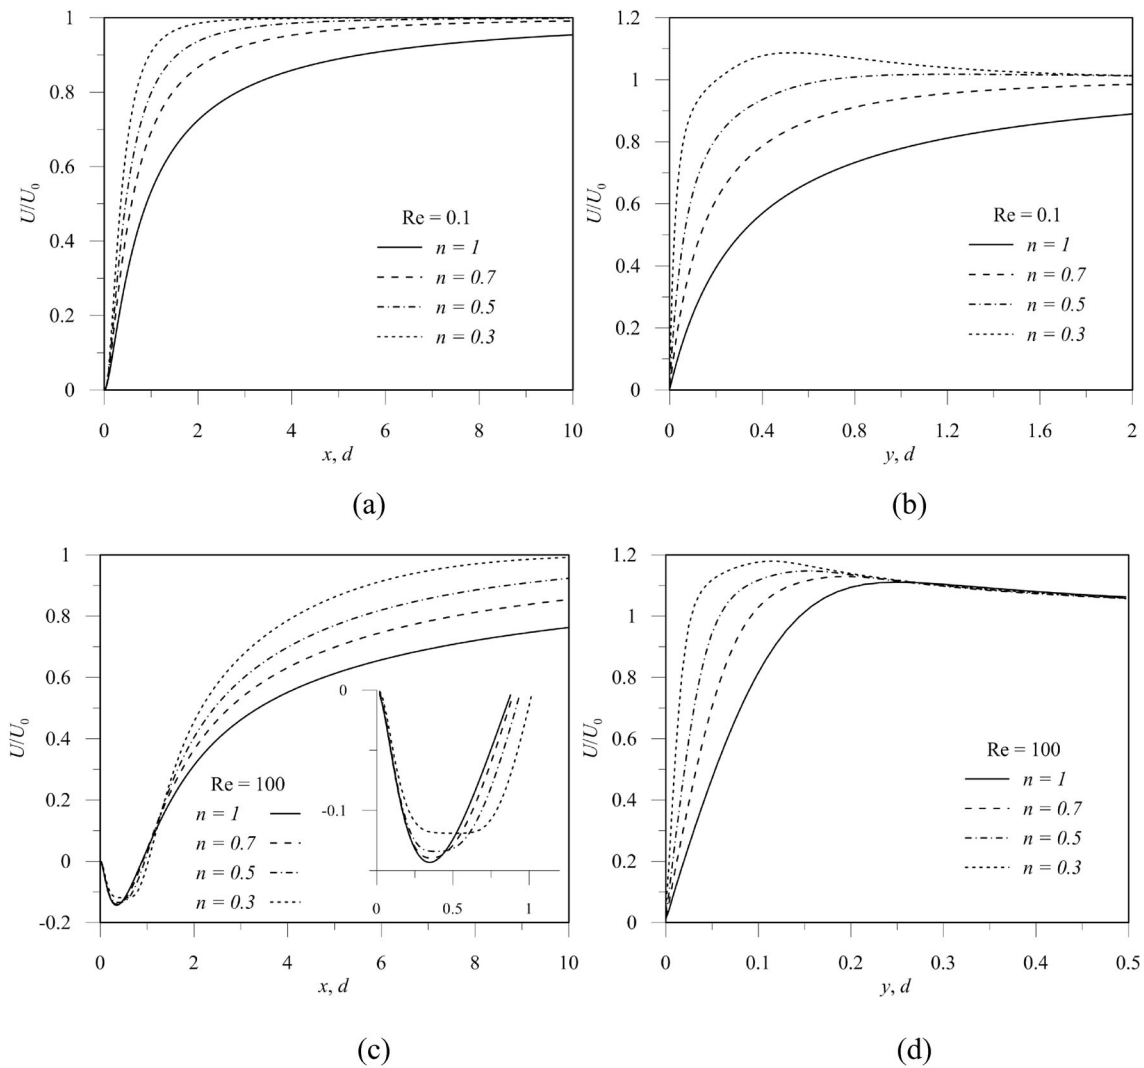 1
0.8
0.6
0.4
0.2
0
U/U0
Re = 0.1
n = 1
n = 0.7
n = 0.5
n = 0.3
0 2 4 6 8 10
x, d
(a)
1.2
1
0.8
0.6
0.4
0.2
0
U/U0
Re = 0.1
n = 1
n = 0.7
n = 0.5
n = 0.3
0 0.4 0.8 1.2 1.6 2
y, d
(b)
1
0.8
0.6
0.4
0.2
0
-0.2
U/U0
Re = 100
n = 1
n = 0.7
n = 0.5
n = 0.3
0
-0.1
0 0.5 1
0 2 4 6 8 10
x, d
(c)
1.2
1
0.8
0.6
0.4
0.2
0
U/U0
Re = 100
n = 1
n = 0.7
n = 0.5
n = 0.3
0 0.1 0.2 0.3 0.4 0.5
y, d
(d)